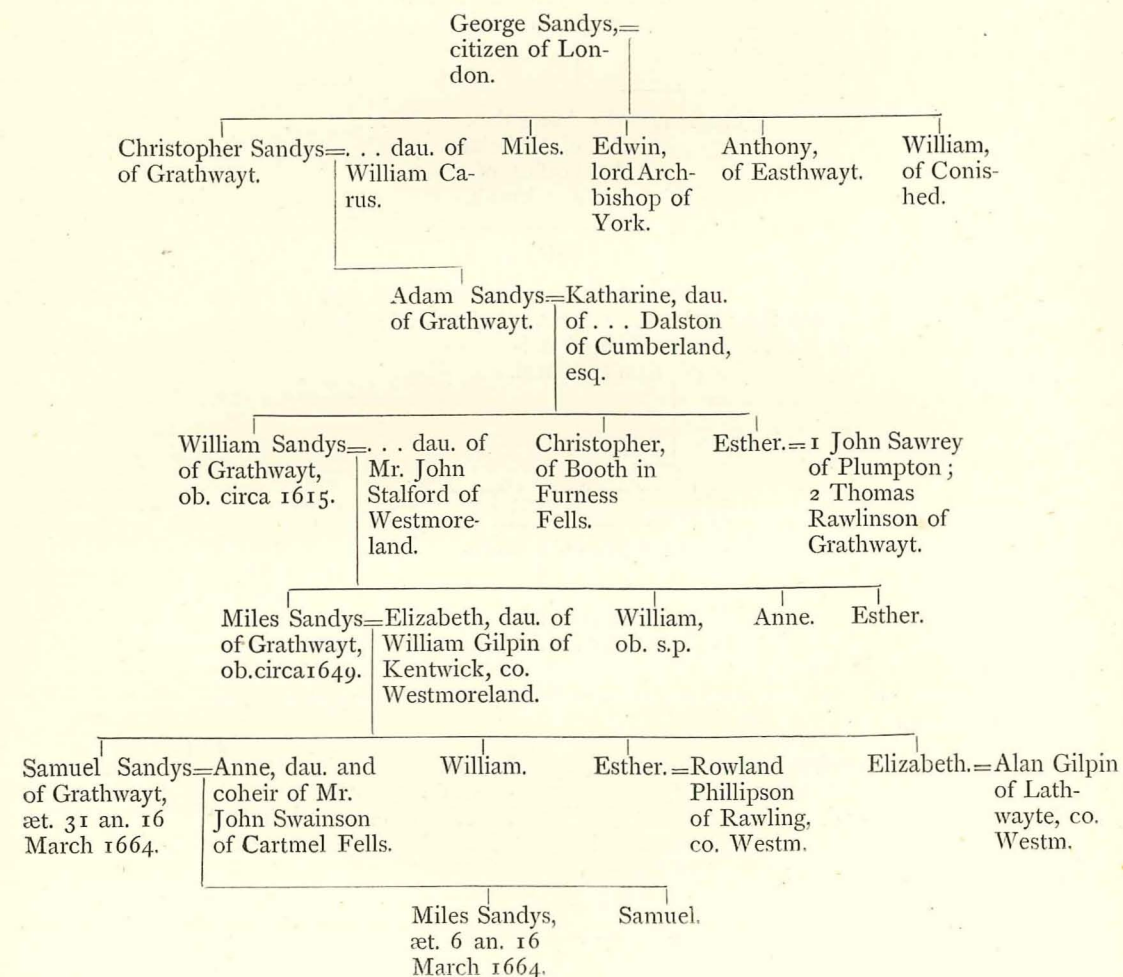 George Sandys,=
citizen of Lon-
don.
Christopher Sandys=. . . dau. of
of Grathwayt.
William Ca-
rus.
Miles.
Edwin,
lord Arch-
bishop of
York.
Anthony,
of Easthwayt.
William,
of Conis-
hed.
Adam Sandys=Katharine, dau.
of Grathwayt.
of . . . Dalston
of Cumberland,
esq.
William Sandys=. . . dau. of
of Grathwayt,
ob. circa 1615.
Mr. John
Stalford of
Westmore-
land.
Christopher,
of Booth in
Furness
Fells.
Esther.=1 John Sawrey
of Plumpton;
2 Thomas
Rawlinson of
Grathwayt.
Miles Sandys=Elizabeth, dau. of
of Grathwayt,
ob.circa1649.
William Gilpin of
Kentwick, co.
Westmoreland.
William,
ob. s.p.
Anne.
Esther.
Samuel Sandys=Anne, dau. and
of Grathwayt,
æt. 31 an. 16
March 1664.
coheir of Mr.
John Swainson
of Cartmel Fells.
William.
Esther.=Rowland
Phillipson
of Rawling,
co. Westm.
Elizabeth.=Alan Gilpin
of Lath-
wayte, co.
Westm.
Miles Sandys,
æt. 6 an. 16
March 1664.
Samuel.